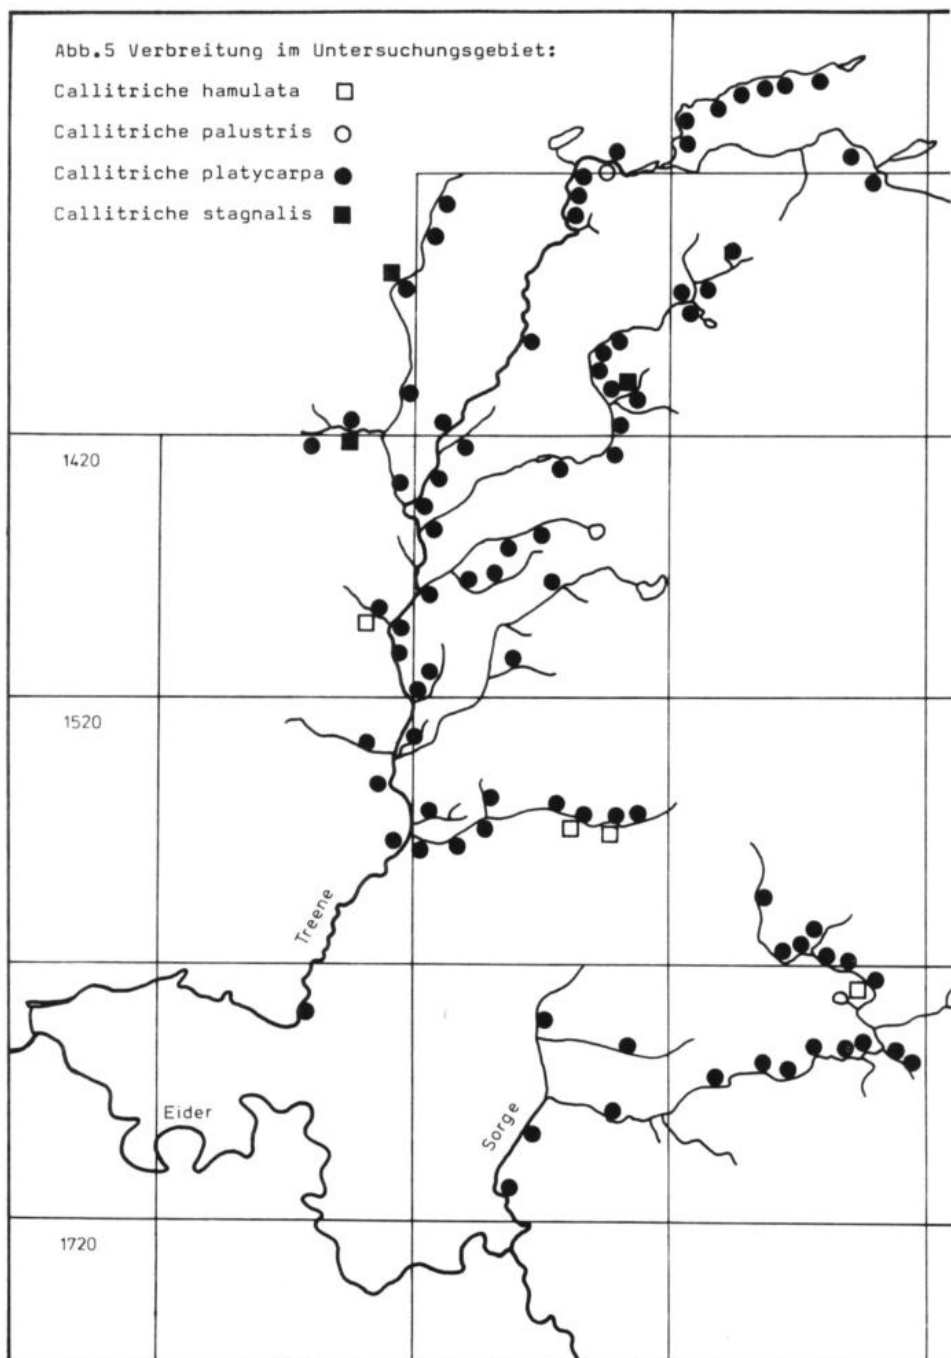 Abb.5 Verbreitung im Untersuchungsgebiet:
Callitriche hamulata
Callitriche palustris
Callitriche platycarpa
Callitriche stagnalis
1420
1520
Treene
Eider
Sorge
1720